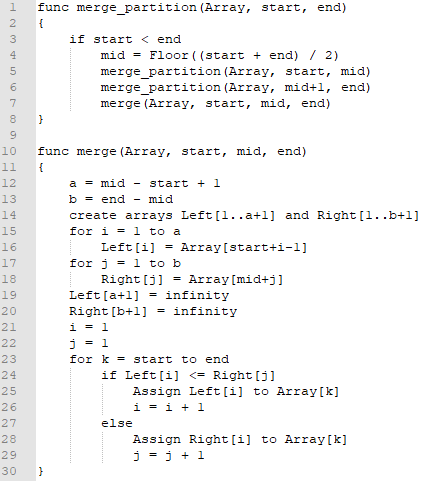 1 func merge_partition(Array, start, end)
2 {
3     if start < end
4         mid = Floor((start + end) / 2)
5         merge_partition(Array, start, mid)
6         merge_partition(Array, mid+1, end)
7         merge(Array, start, mid, end)
8 }
9
10 func merge(Array, start, mid, end)
11 {
12     a = mid - start + 1
13     b = end - mid
14     create arrays Left[1..a+1] and Right[1..b+1]
15     for i = 1 to a
16         Left[i] = Array[start+i-1]
17     for j = 1 to b
18         Right[j] = Array[mid+j]
19     Left[a+1] = infinity
20     Right[b+1] = infinity
21     i = 1
22     j = 1
23     for k = start to end
24         if Left[i] <= Right[j]
25             Assign Left[i] to Array[k]
26             i = i + 1
27         else
28             Assign Right[i] to Array[k]
29             j = j + 1
30 }